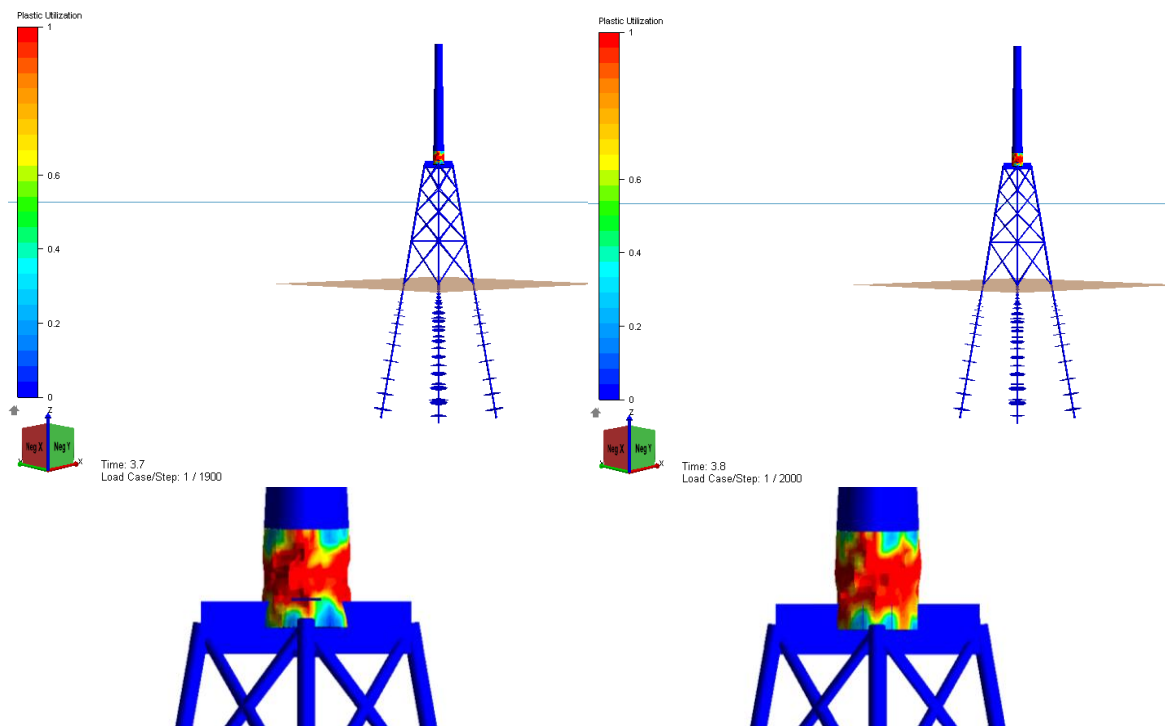 Plastic Utilization
1
0.6
0.4
0.2
0
Z
Neg X
Neg Y
Y
X
Time: 3.7
Load Case/Step: 1 / 1900
Plastic Utilization
1
0.6
0.4
0.2
0
Z
Neg X
Neg Y
Y
X
Time: 3.8
Load Case/Step: 1 / 2000